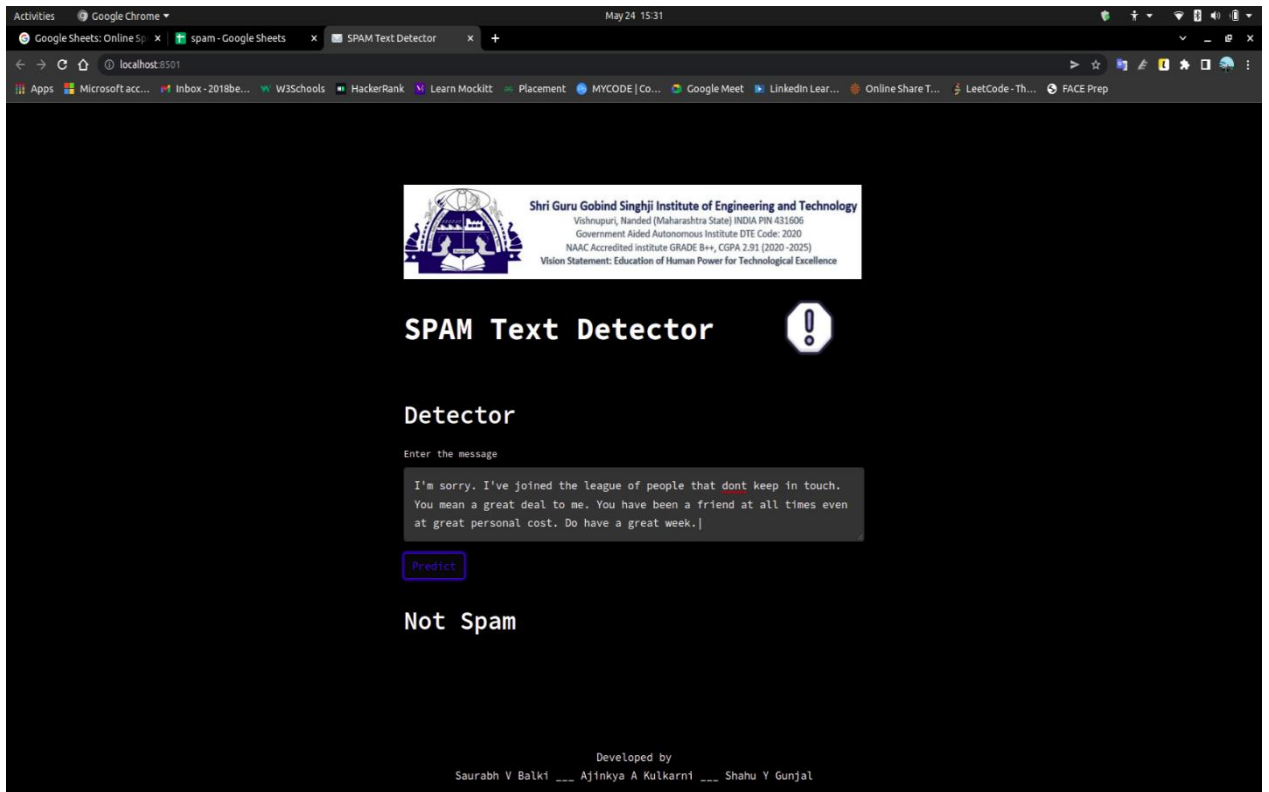 Activities Google Chrome May 24 15:31
Google Sheets: Online Sp spam - Google Sheets SPAM Text Detector
localhost:8501
Apps Microsoft acc... Inbox - 2018be... W3Schools HackerRank Learn Mockitt Placement MYCODE | Co... Google Meet LinkedIn Lear... Online Share T... LeetCode - Th... FACE Prep
Shri Guru Gobind Singhji Institute of Engineering and Technology
Vishnupuri, Nanded (Maharashtra State) INDIA PIN 431606
Government Aided Autonomous Institute DTE Code: 2020
NAAC Accredited institute GRADE B++, CGPA 2.91 (2020 -2025)
Vision Statement: Education of Human Power for Technological Excellence
SPAM Text Detector
Detector
Enter the message
I'm sorry. I've joined the league of people that dont keep in touch.
You mean a great deal to me. You have been a friend at all times even
at great personal cost. Do have a great week.
Predict
Not Spam
Developed by
Saurabh V Balki ___ Ajinkya A Kulkarni ___ Shahu Y Gunjal